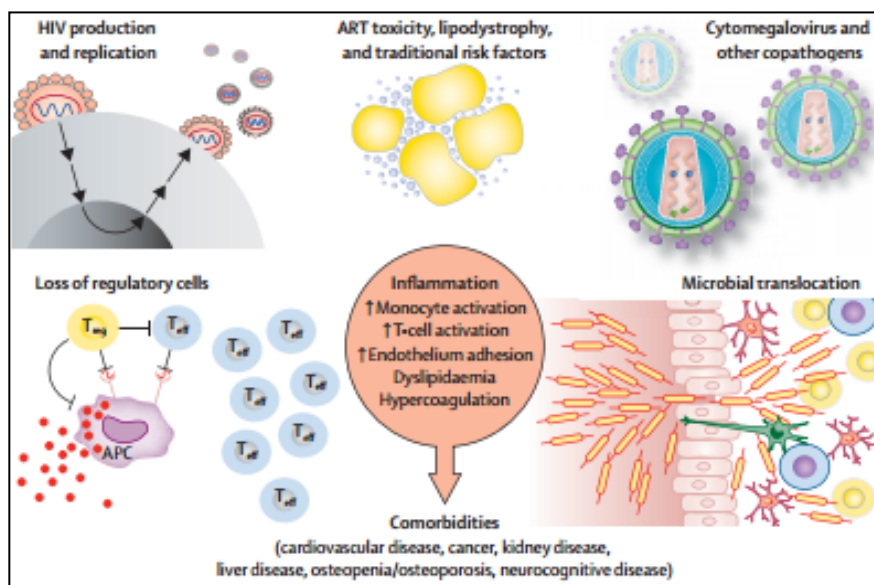 HIV production
and replication
ART toxicity, lipodystrophy,
and traditional risk factors
Cytomegalovirus and
other copathogens
Loss of regulatory cells
Treg
Teff
Teff
Teff
Teff
Teff
Teff
Teff
Teff
Teff
APC
Inflammation
↑Monocyte activation
↑T-cell activation
↑Endothelium adhesion
Dyslipidaemia
Hypercoagulation
Microbial translocation
Comorbidities
(cardiovascular disease, cancer, kidney disease,
liver disease, osteopenia/osteoporosis, neurocognitive disease)